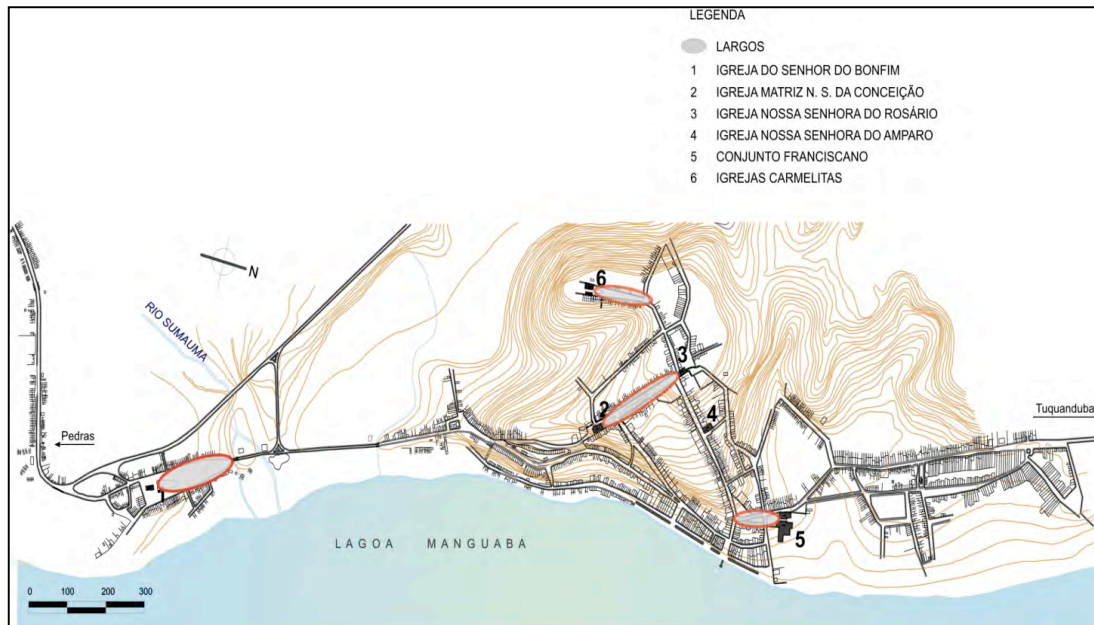 LEGENDA
LARGOS
1 IGREJA DO SENHOR DO BONFIM
2 IGREJA MATRIZ N. S. DA CONCEIÇÃO
3 IGREJA NOSSA SENHORA DO ROSÁRIO
4 IGREJA NOSSA SENHORA DO AMPARO
5 CONJUNTO FRANCISCANO
6 IGREJAS CARMELITAS
N
RIO SUMAUMA
6
3
2
4
Tuquanduba
Pedras
1
5
LAGOA MANGUABA
0 100 200 300